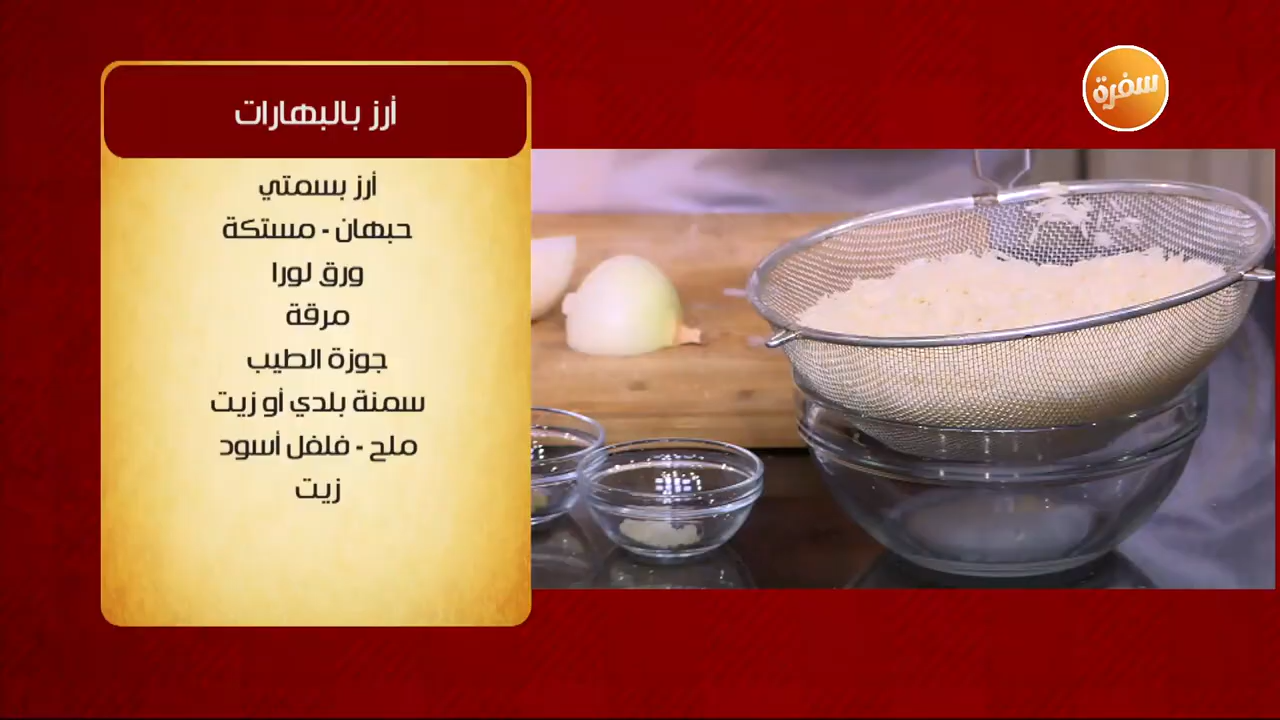 سفرة
أرز بالبهارات
أرز بسمتي
حبهان - مستكة
ورق لورا
مرقة
جوزة الطيب
سمنة بلدي أو زيت
ملح - فلفل أسود
زيت